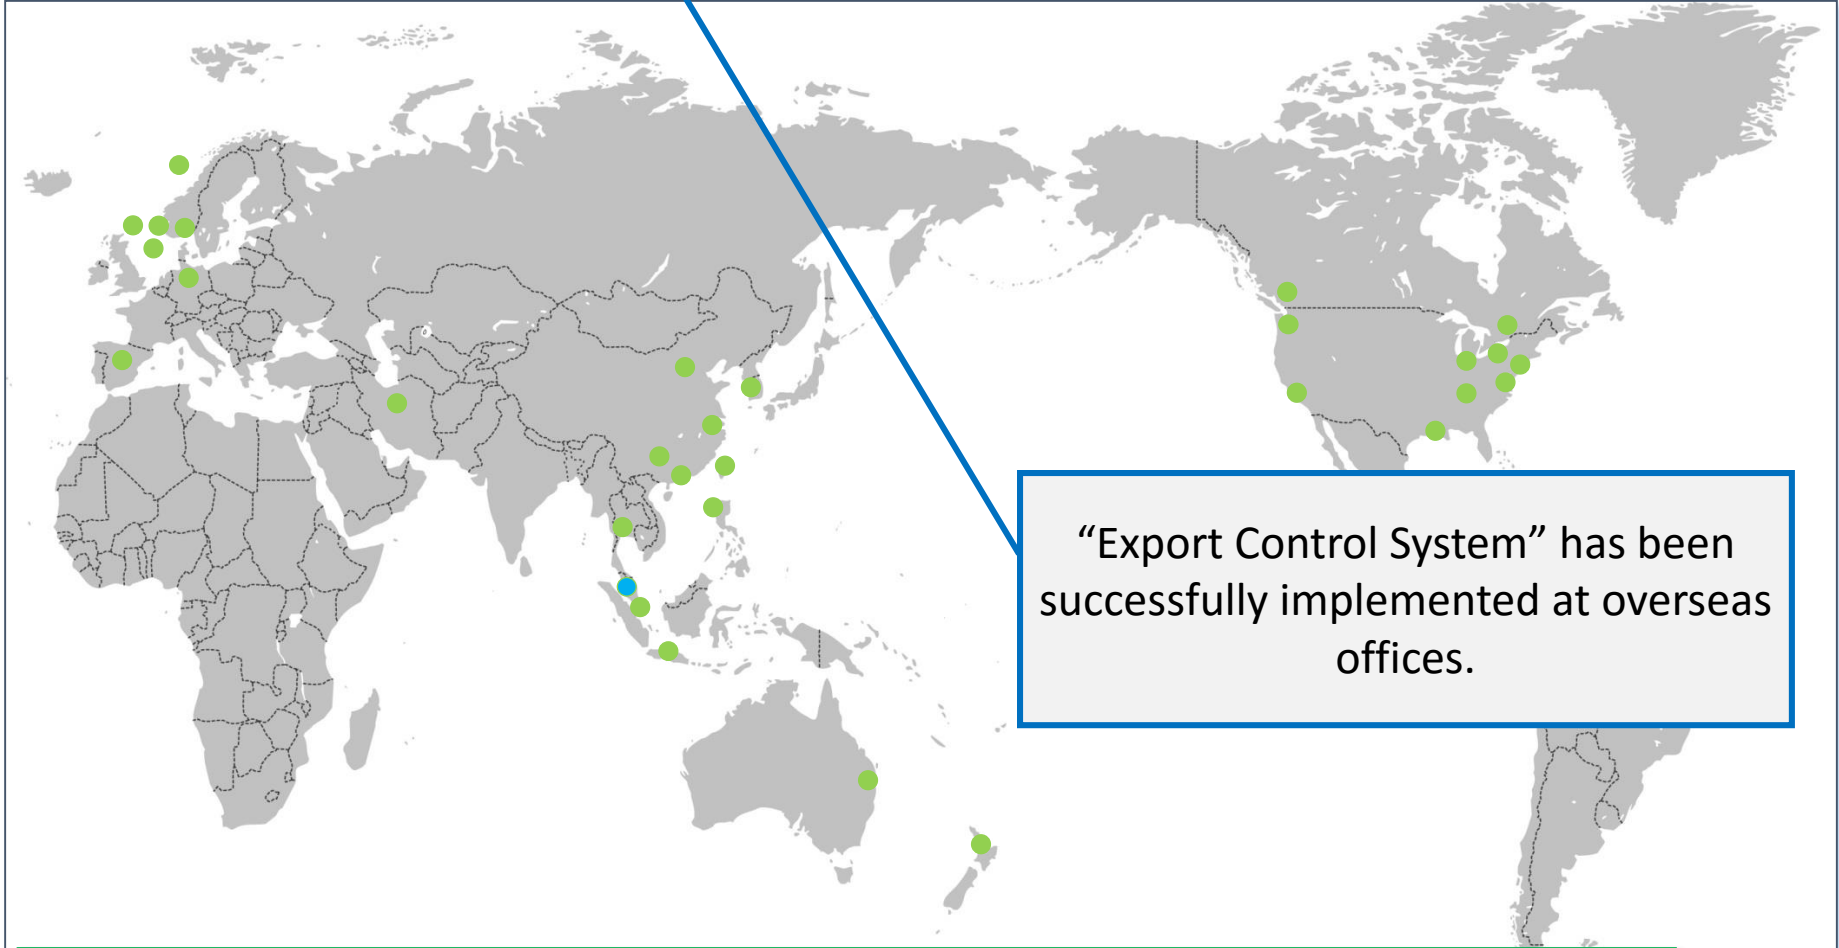 “Export Control System” has been
successfully implemented at overseas
offices.